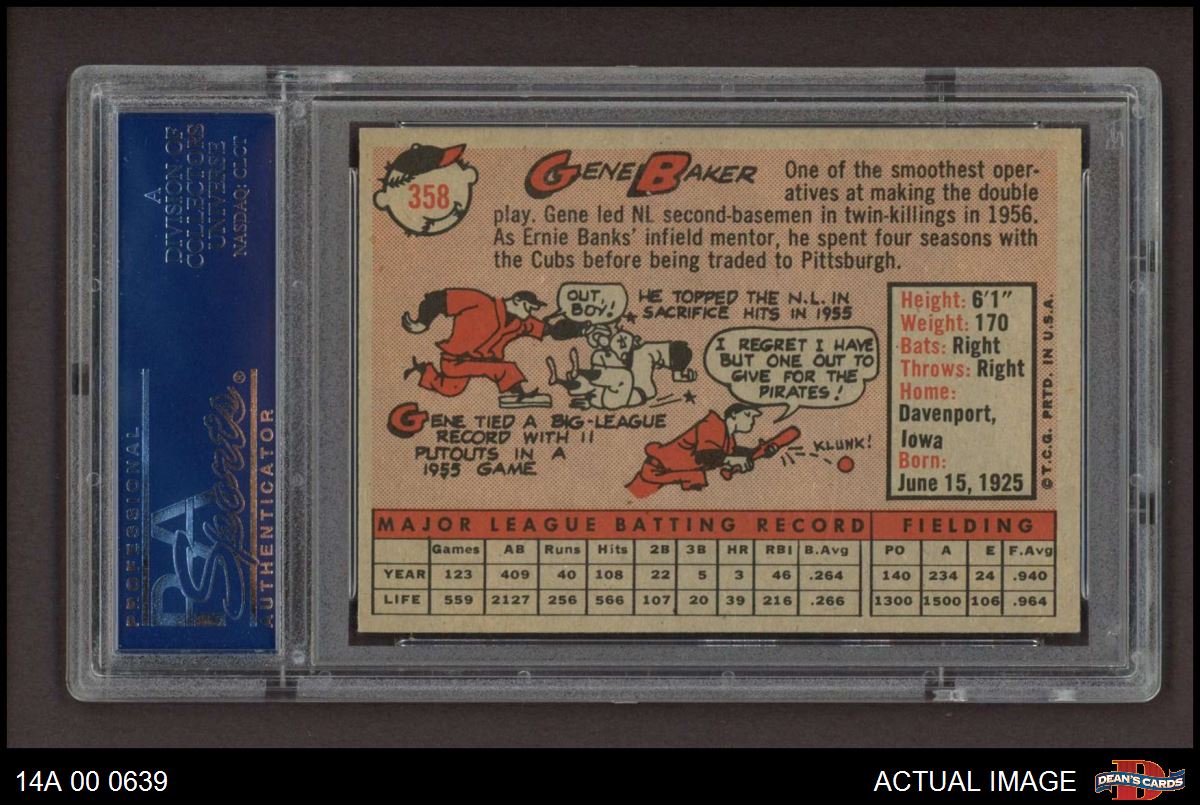 A
DIVISION OF
COLLECTORS
UNIVERSE
NASDAQ: CLCT
PROFESSIONAL
PSA
Sports®
AUTHENTICATOR
358
GENE BAKER
One of the smoothest oper-
atives at making the double
play. Gene led NL second-basemen in twin-killings in 1956.
As Ernie Banks' infield mentor, he spent four seasons with
the Cubs before being traded to Pittsburgh.
OUT,
BOY!
HE TOPPED THE N.L. IN
SACRIFICE HITS IN 1955
I REGRET I HAVE
BUT ONE OUT TO
GIVE FOR THE
PIRATES!
GENE TIED A BIG-LEAGUE
RECORD WITH 11
PUTOUTS IN A
1955 GAME
KLUNK!
Height: 6'1"
Weight: 170
Bats: Right
Throws: Right
Home:
Davenport,
Iowa
Born:
June 15, 1925
© T.C.G. PRTD. IN U.S.A.
MAJOR LEAGUE BATTING RECORD FIELDING
Games AB Runs Hits 2B 3B HR RBI B.Avg PO A E F.Avg
YEAR 123 409 40 108 22 5 3 46 .264 140 234 24 .940
LIFE 559 2127 256 566 107 20 39 216 .266 1300 1500 106 .964
14A 00 0639
ACTUAL IMAGE
DEAN'S CARDS